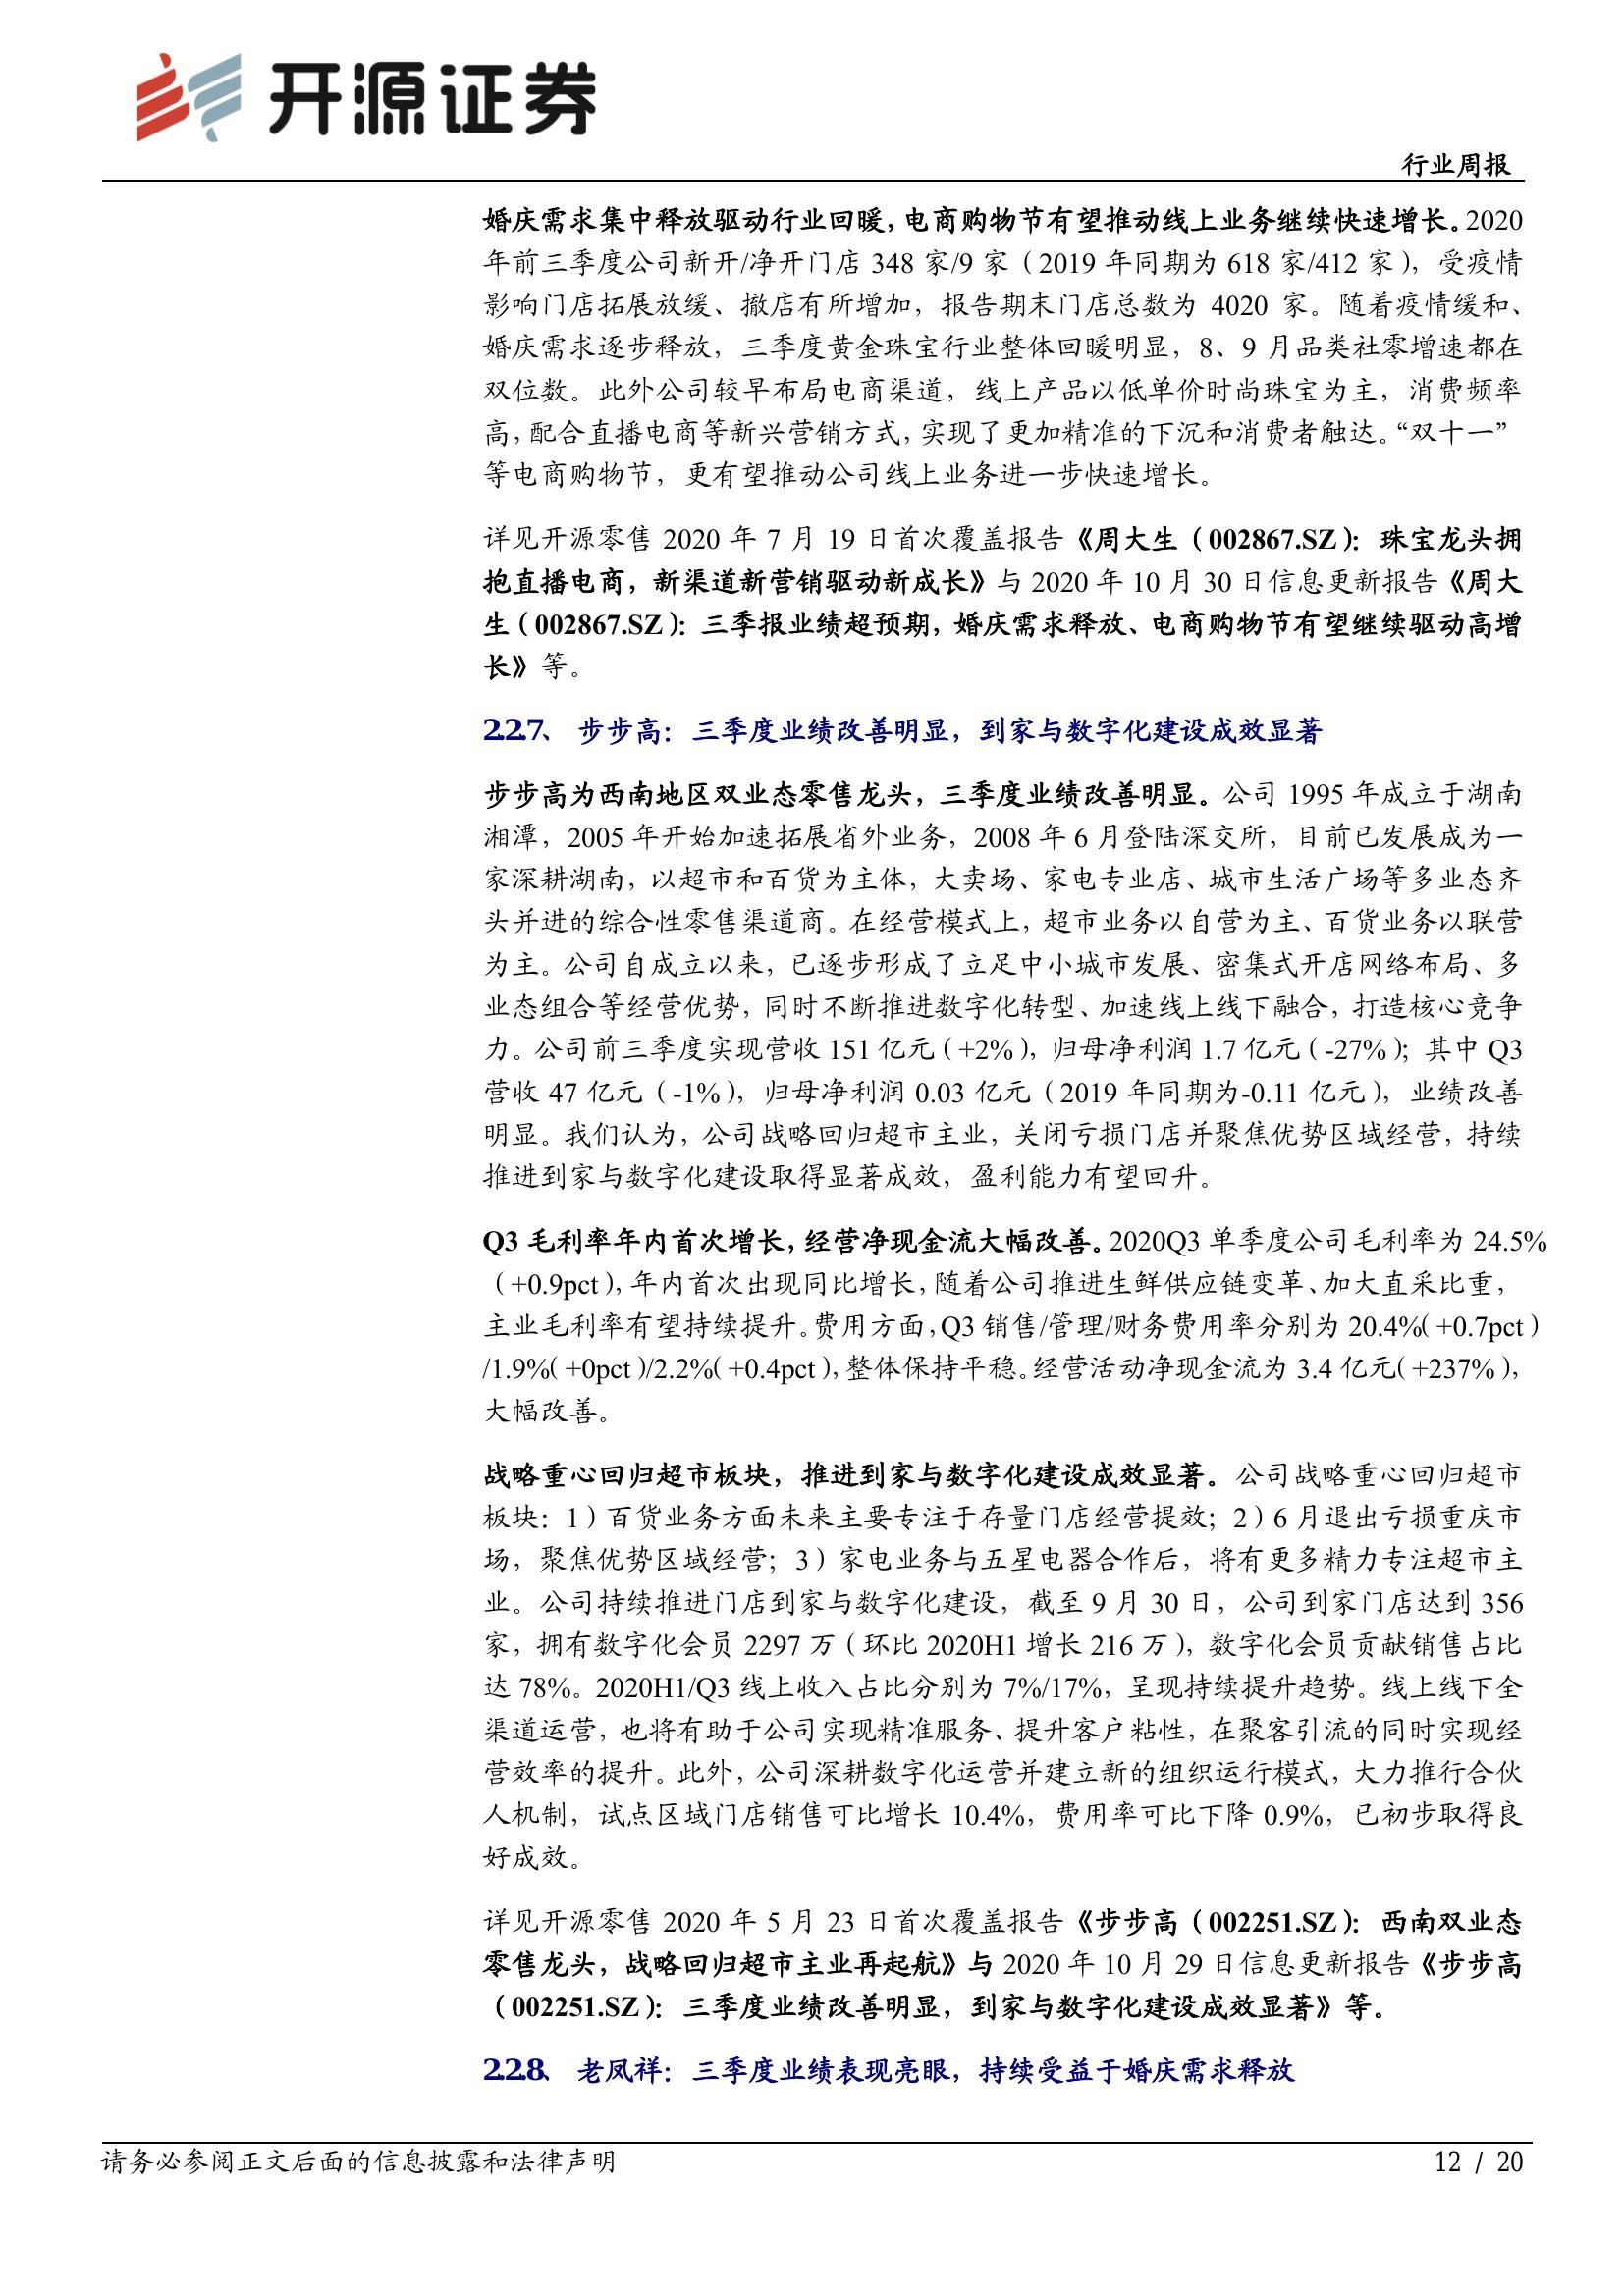 开源证券
行业周报
婚庆需求集中释放驱动行业回暖，电商购物节有望推动线上业务继续快速增长。2020
年前三季度公司新开/净开门店 348 家/9 家（2019 年同期为 618 家/412 家），受疫情
影响门店拓展放缓、撤店有所增加，报告期末门店总数为 4020 家。随着疫情缓和、
婚庆需求逐步释放，三季度黄金珠宝行业整体回暖明显，8、9 月品类社零增速都在
双位数。此外公司较早布局电商渠道，线上产品以低单价时尚珠宝为主，消费频率
高，配合直播电商等新兴营销方式，实现了更加精准的下沉和消费者触达。“双十一”
等电商购物节，更有望推动公司线上业务进一步快速增长。
详见开源零售 2020 年 7 月 19 日首次覆盖报告《周大生（002867.SZ）：珠宝龙头拥
抱直播电商，新渠道新营销驱动新成长》与 2020 年 10 月 30 日信息更新报告《周大
生（002867.SZ）：三季报业绩超预期，婚庆需求释放、电商购物节有望继续驱动高增
长》等。
2.2.7、 步步高：三季度业绩改善明显，到家与数字化建设成效显著
步步高为西南地区双业态零售龙头，三季度业绩改善明显。公司 1995 年成立于湖南
湘潭，2005 年开始加速拓展省外业务，2008 年 6 月登陆深交所，目前已发展成为一
家深耕湖南，以超市和百货为主体，大卖场、家电专业店、城市生活广场等多业态齐
头并进的综合性零售渠道商。在经营模式上，超市业务以自营为主、百货业务以联营
为主。公司自成立以来，已逐步形成了立足中小城市发展、密集式开店网络布局、多
业态组合等经营优势，同时不断推进数字化转型、加速线上线下融合，打造核心竞争
力。公司前三季度实现营收 151 亿元（+2%），归母净利润 1.7 亿元（-27%）；其中 Q3
营收 47 亿元（-1%），归母净利润 0.03 亿元（2019 年同期为-0.11 亿元），业绩改善
明显。我们认为，公司战略回归超市主业，关闭亏损门店并聚焦优势区域经营，持续
推进到家与数字化建设取得显著成效，盈利能力有望回升。
Q3 毛利率年内首次增长，经营净现金流大幅改善。2020Q3 单季度公司毛利率为 24.5%
（+0.9pct），年内首次出现同比增长，随着公司推进生鲜供应链变革、加大直采比重，
主业毛利率有望持续提升。费用方面，Q3 销售/管理/财务费用率分别为 20.4%（+0.7pct）
/1.9%（+0pct）/2.2%（+0.4pct），整体保持平稳。经营活动净现金流为 3.4 亿元（+237%），
大幅改善。
战略重心回归超市板块，推进到家与数字化建设成效显著。公司战略重心回归超市
板块：1）百货业务方面未来主要专注于存量门店经营提效；2）6 月退出亏损重庆市
场，聚焦优势区域经营；3）家电业务与五星电器合作后，将有更多精力专注超市主
业。公司持续推进门店到家与数字化建设，截至 9 月 30 日，公司到家门店达到 356
家，拥有数字化会员 2297 万（环比 2020H1 增长 216 万），数字化会员贡献销售占比
达 78%。2020H1/Q3 线上收入占比分别为 7%/17%，呈现持续提升趋势。线上线下全
渠道运营，也将有助于公司实现精准服务、提升客户粘性，在聚客引流的同时实现经
营效率的提升。此外，公司深耕数字化运营并建立新的组织运行模式，大力推行合伙
人机制，试点区域门店销售可比增长 10.4%，费用率可比下降 0.9%，已初步取得良
好成效。
详见开源零售 2020 年 5 月 23 日首次覆盖报告《步步高（002251.SZ）：西南双业态
零售龙头，战略回归超市主业再起航》与 2020 年 10 月 29 日信息更新报告《步步高
（002251.SZ）：三季度业绩改善明显，到家与数字化建设成效显著》等。
2.2.8、 老凤祥：三季度业绩表现亮眼，持续受益于婚庆需求释放
请务必参阅正文后面的信息披露和法律声明
12 / 20